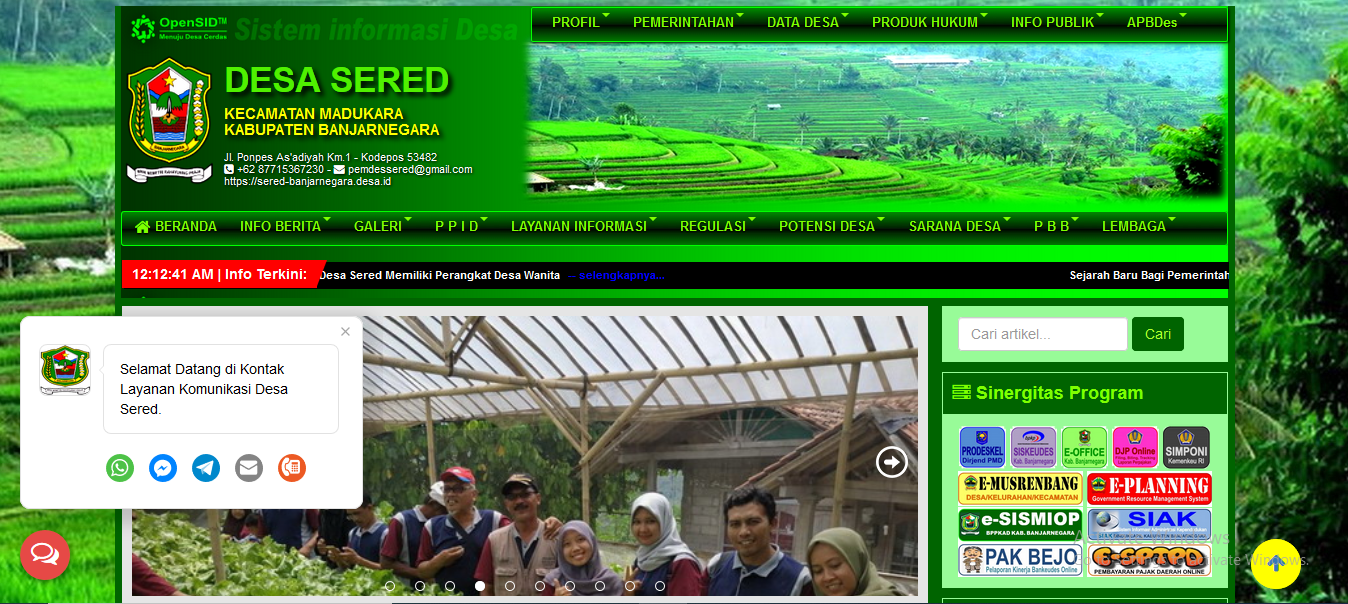 OpenSID™
Menuju Desa Cerdas
Sistem informasi Desa
PROFIL
PEMERINTAHAN
DATA DESA
PRODUK HUKUM
INFO PUBLIK
APBDes
DESA SERED
KECAMATAN MADUKARA
KABUPATEN BANJARNEGARA
BANJARNEGARA
Jl. Ponpes As'adiyah Km.1 - Kodepos 53482
+62 87715367230 - pemdessered@gmail.com
https://sered-banjarnegara.desa.id
BERANDA
INFO BERITA
GALERI
P P I D
LAYANAN INFORMASI
REGULASI
POTENSI DESA
SARANA DESA
P B B
LEMBAGA
12:12:41 AM | Info Terkini:
Desa Sered Memiliki Perangkat Desa Wanita -- selengkapnya...
Sejarah Baru Bagi Pemerintah
Cari artikel...
Cari
Selamat Datang di Kontak
Layanan Komunikasi Desa
Sered.
Sinergitas Program
PRODESKEL
Dirjend PMD
SISKEUDES
Kab. Banjarnegara
E-OFFICE
Kab. Banjarnegara
DJP Online
SIMPONI
Kemenkeu RI
E-MUSRENBANG
DESA/KELURAHAN/KECAMATAN
E-PLANNING
Government Resource Management System
e-SISMIOP
BPPKAD KAB. BANJARNEGARA
SIAK
PAK BEJO
Pelaporan Kinerja Bankeudes Online
E-SPTPD
PEMBAYARAN PAJAK DAERAH ONLINE